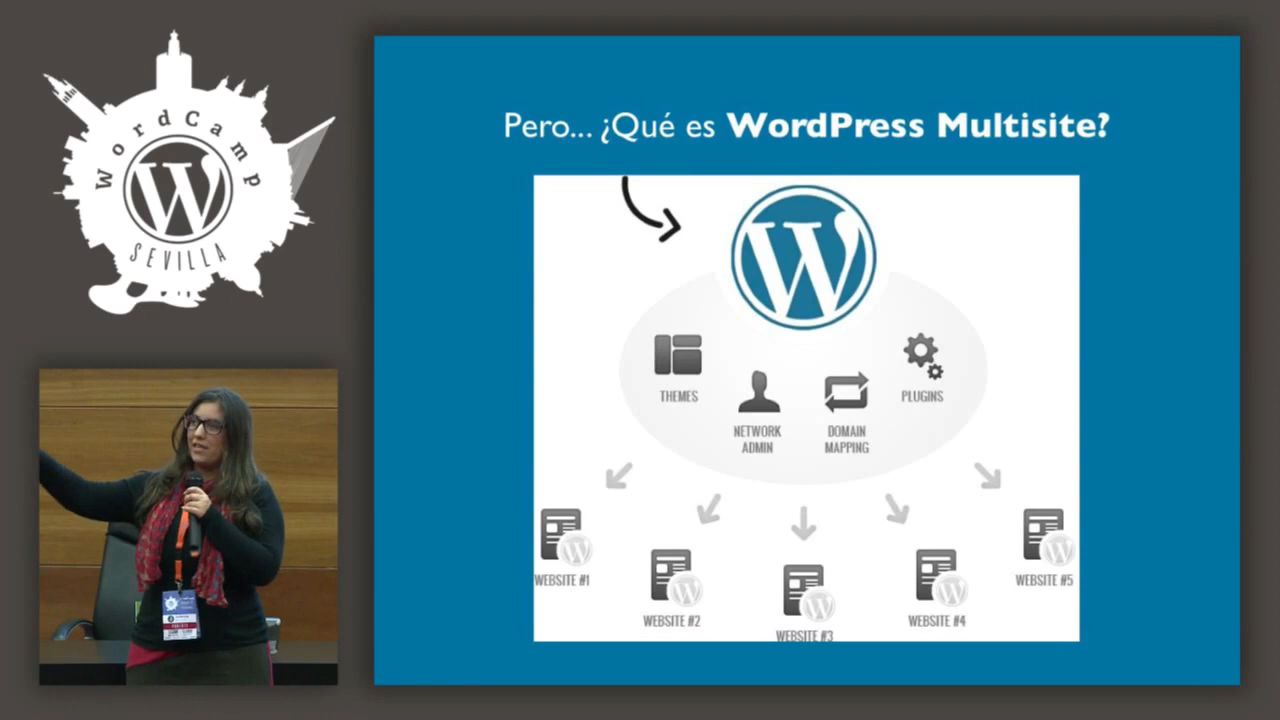 WordCamp
SEVILLA
Pero... ¿Qué es WordPress Multisite?
THEMES
NETWORK
ADMIN
DOMAIN
MAPPING
PLUGINS
WEBSITE #1
WEBSITE #2
WEBSITE #3
WEBSITE #4
WEBSITE #5